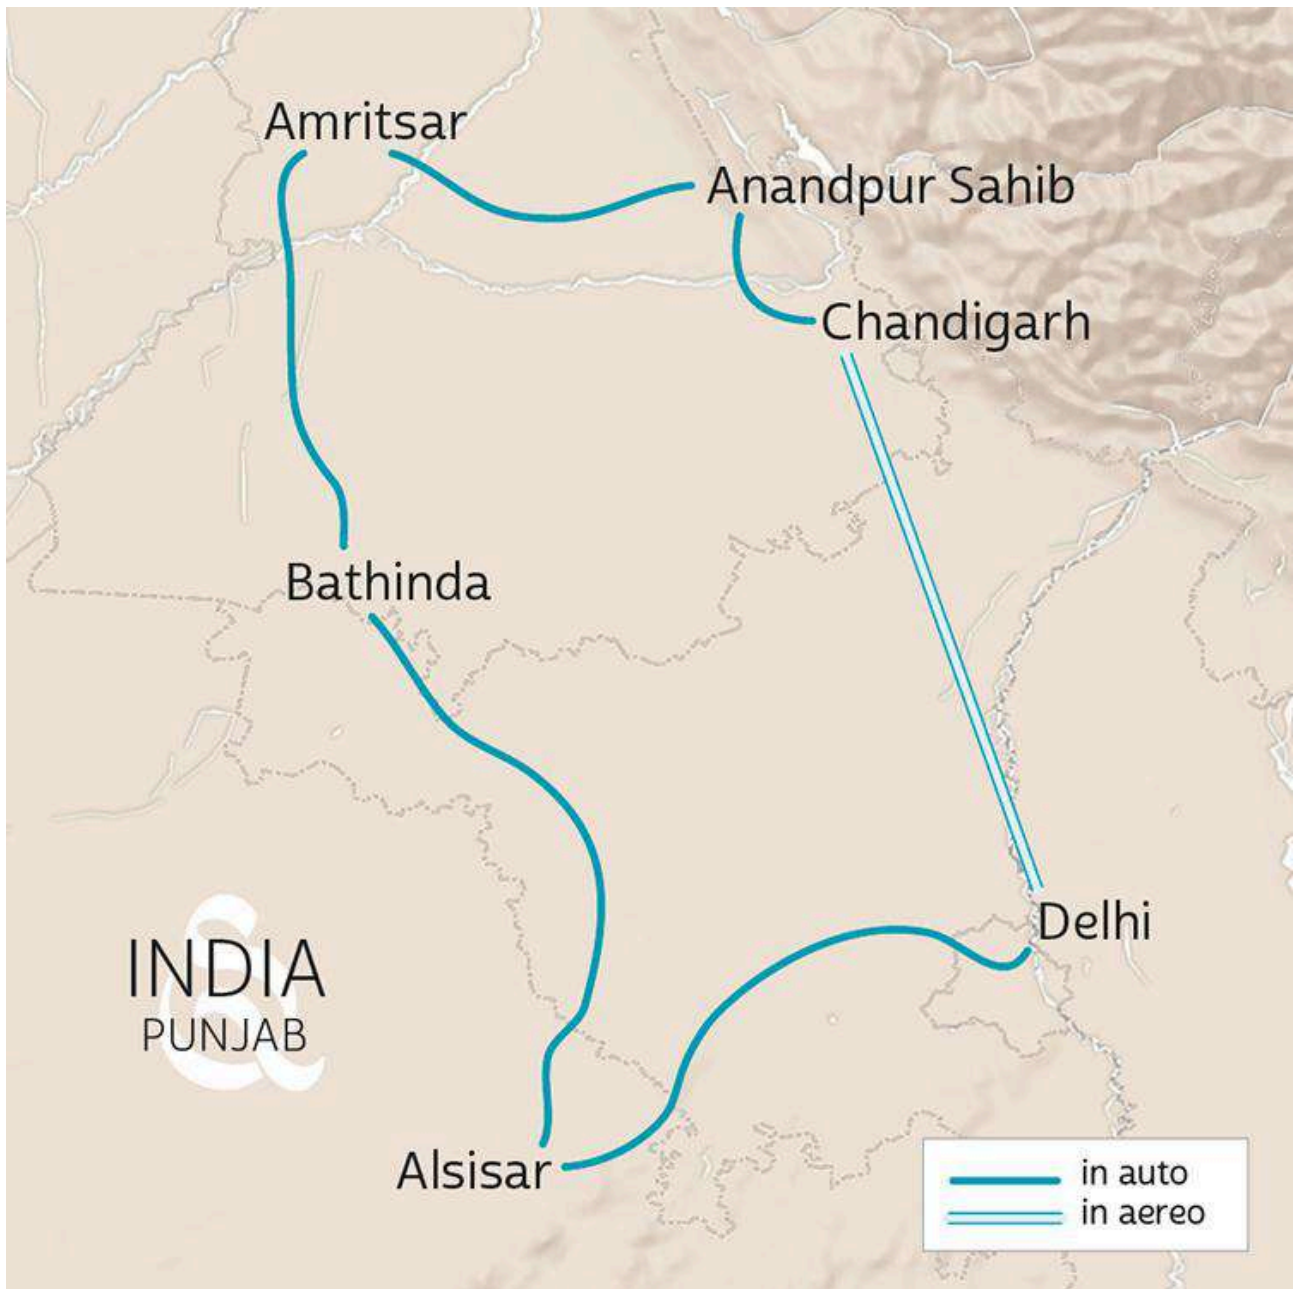 Amritsar
Anandpur Sahib
Chandigarh
Bathinda
Delhi
INDIA
PUNJAB
Alsisar
in auto
in aereo